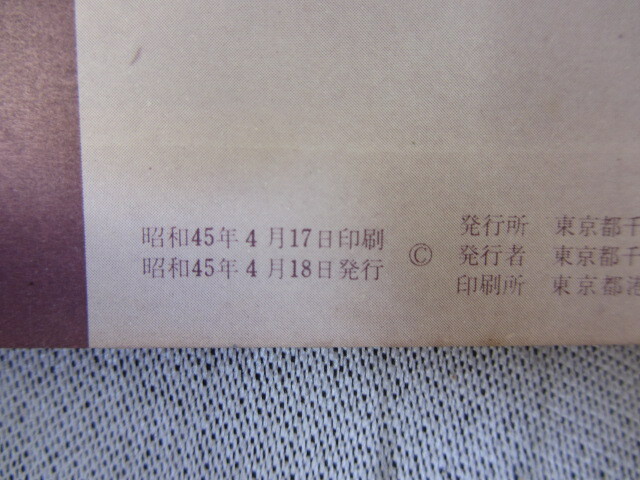 昭和45年4月17日印刷
昭和45年4月18日発行
©
発行所 東京都千
発行者 東京都千
印刷所 東京都港